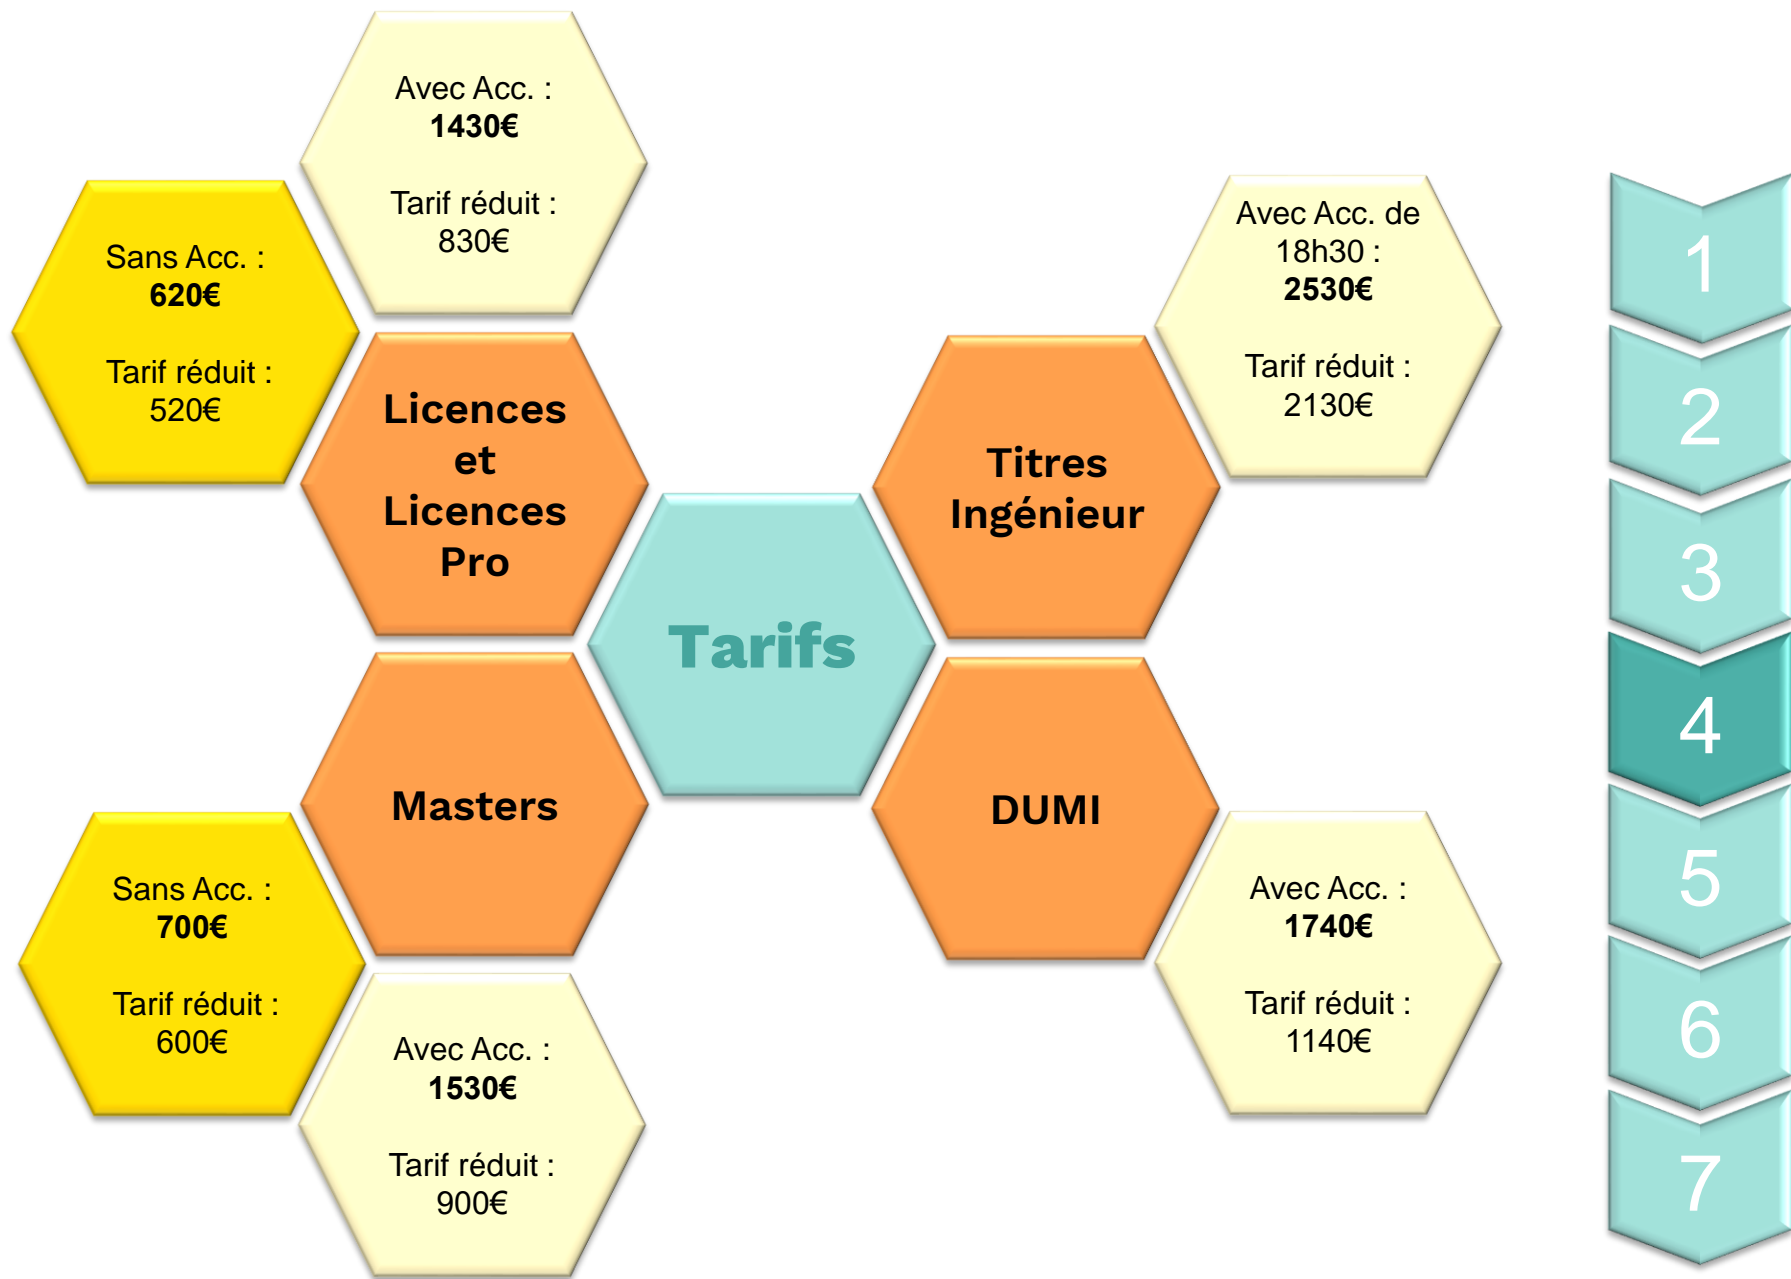 Avec Acc. :
1430€
Tarif réduit :
830€
Sans Acc. :
620€
Tarif réduit :
520€
Licences
et
Licences
Pro
Avec Acc. de
18h30 :
2530€
Tarif réduit :
2130€
Titres
Ingénieur
Tarifs
Masters
DUMI
Sans Acc. :
700€
Tarif réduit :
600€
Avec Acc. :
1530€
Tarif réduit :
900€
Avec Acc. :
1740€
Tarif réduit :
1140€
1
2
3
4
5
6
7